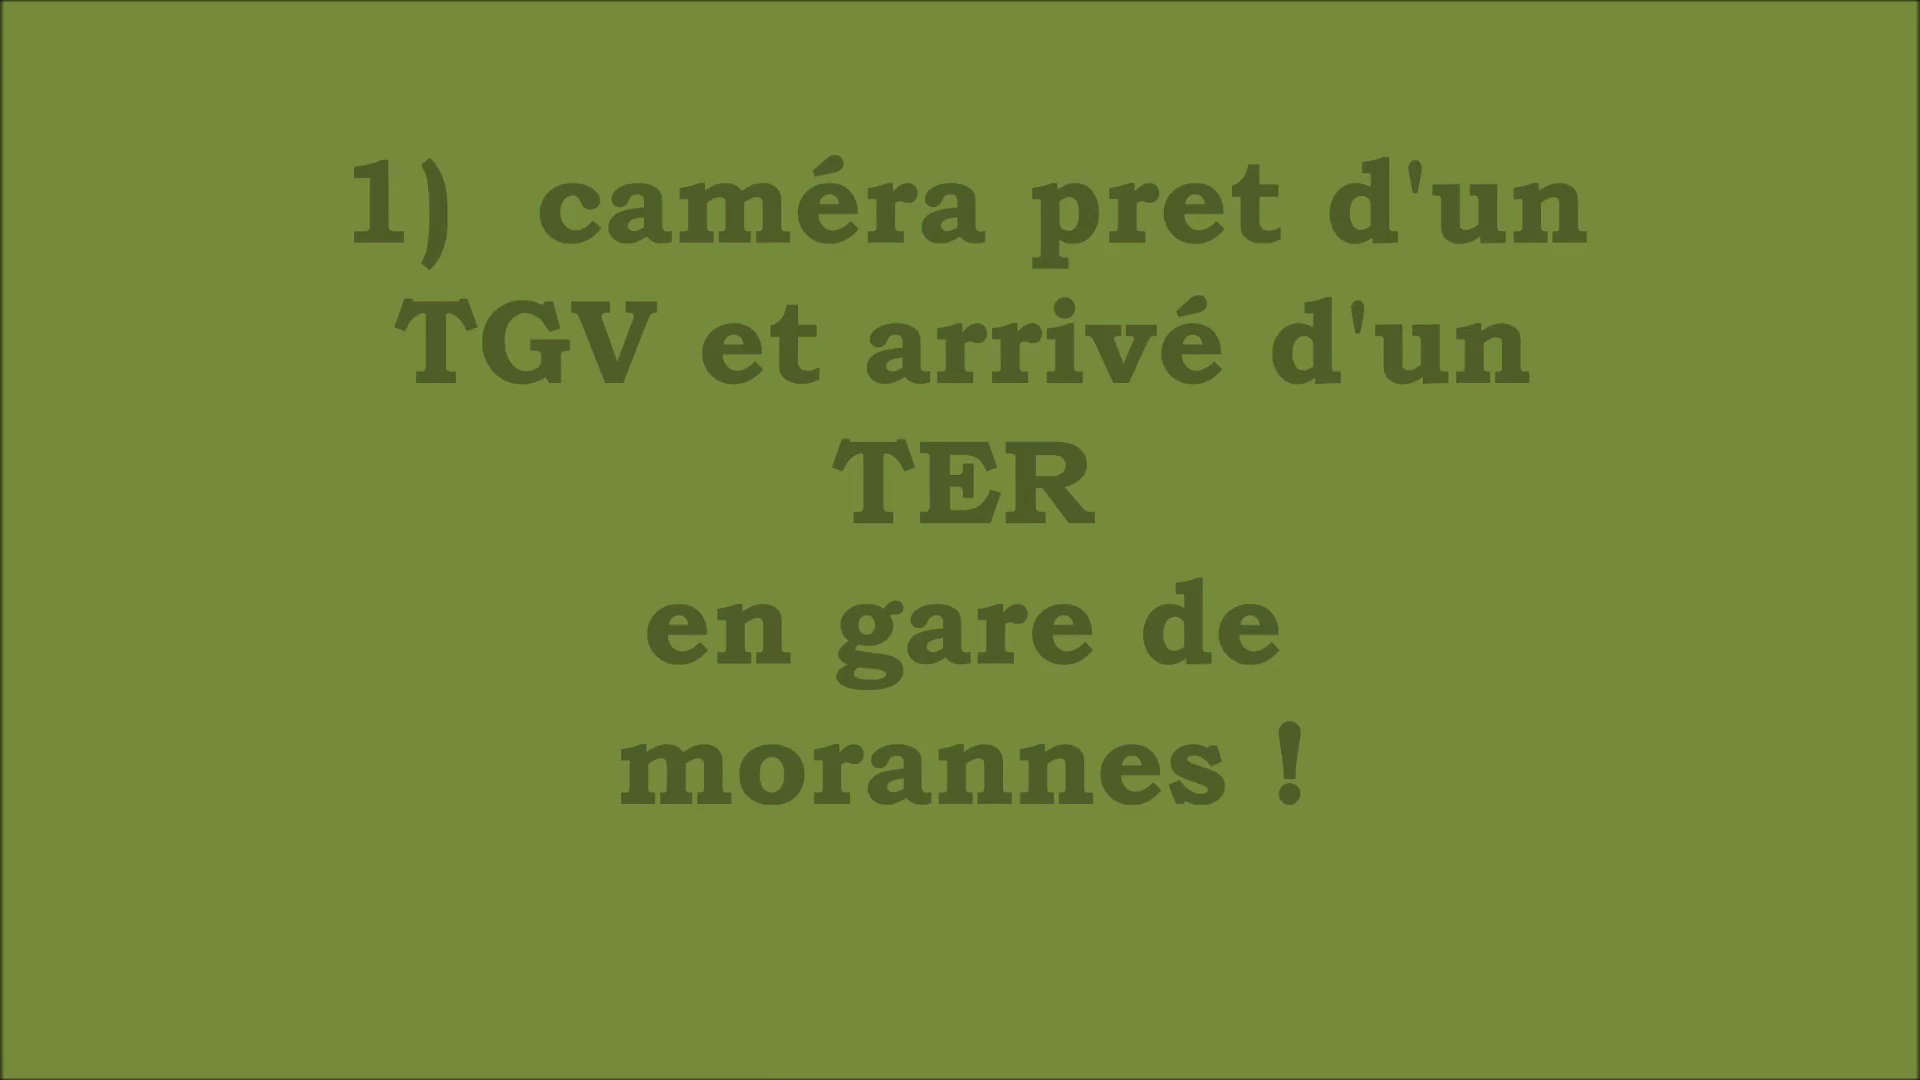 1) caméra pret d'un
TGV et arrivé d'un
TER
en gare de
morannes !